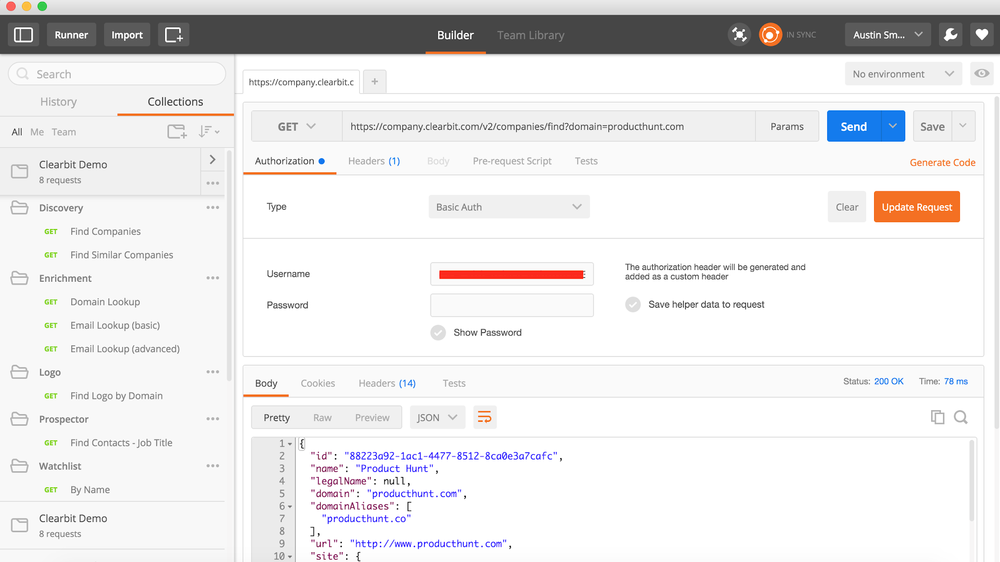 Runner
Import
Builder
Team Library
IN SYNC
Austin Sm...
Search
History
Collections
All Me Team
Clearbit Demo
8 requests
Discovery
GET Find Companies
GET Find Similar Companies
Enrichment
GET Domain Lookup
GET Email Lookup (basic)
GET Email Lookup (advanced)
Logo
GET Find Logo by Domain
Prospector
GET Find Contacts - Job Title
Watchlist
GET By Name
Clearbit Demo
8 requests
https://company.clearbit.c
+
No environment
GET
https://company.clearbit.com/v2/companies/find?domain=producthunt.com
Params
Send
Save
Authorization
Headers (1)
Body
Pre-request Script
Tests
Generate Code
Type
Basic Auth
Clear
Update Request
Username
The authorization header will be generated and
added as a custom header
Password
Save helper data to request
Show Password
Body
Cookies
Headers (14)
Tests
Status: 200 OK
Time: 78 ms
Pretty
Raw
Preview
JSON
1 {
2 "id": "88223a92-1ac1-4477-8512-8ca0e3a7cafc",
3 "name": "Product Hunt",
4 "legalName": null,
5 "domain": "producthunt.com",
6 "domainAliases": [
7 "producthunt.co"
8 ],
9 "url": "http://www.producthunt.com",
10 "site": {